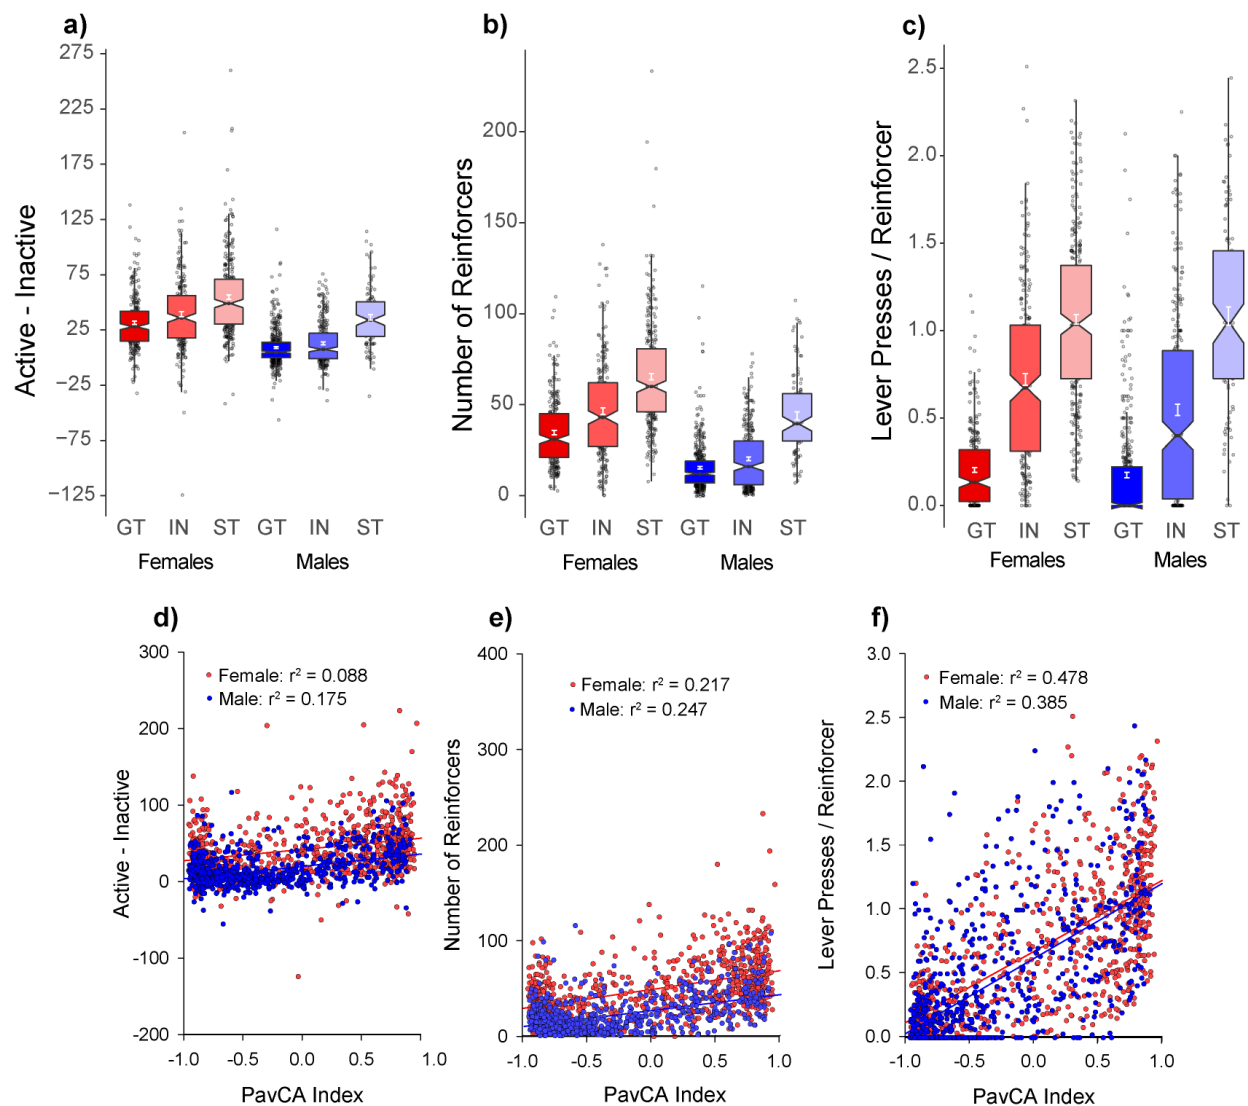 a)
Active - Inactive
275
225
175
125
75
25
−25
−75
−125
GT IN ST GT IN ST
Females Males
b)
Number of Reinforcers
200
150
100
50
0
GT IN ST GT IN ST
Females Males
c)
Lever Presses / Reinforcer
2.5
2.0
1.5
1.0
0.5
0.0
GT IN ST GT IN ST
Females Males
d)
Active - Inactive
300
200
100
0
-100
-200
Female: r² = 0.088
Male: r² = 0.175
-1.0 -0.5 0.0 0.5 1.0
PavCA Index
e)
Number of Reinforcers
400
300
200
100
0
Female: r² = 0.217
Male: r² = 0.247
-1.0 -0.5 0.0 0.5 1.0
PavCA Index
f)
Lever Presses / Reinforcer
3.0
2.5
2.0
1.5
1.0
0.5
0.0
Female: r² = 0.478
Male: r² = 0.385
-1.0 -0.5 0.0 0.5 1.0
PavCA Index